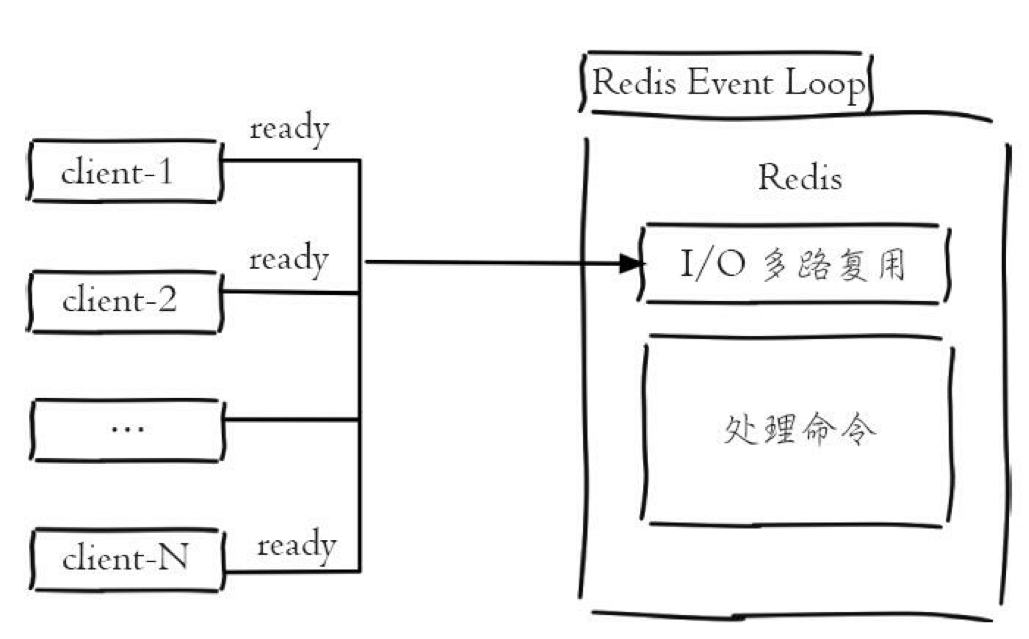 Redis Event Loop
ready
client-1
Redis
ready
I/O 多路复用
client-2
...
处理命令
ready
client-N